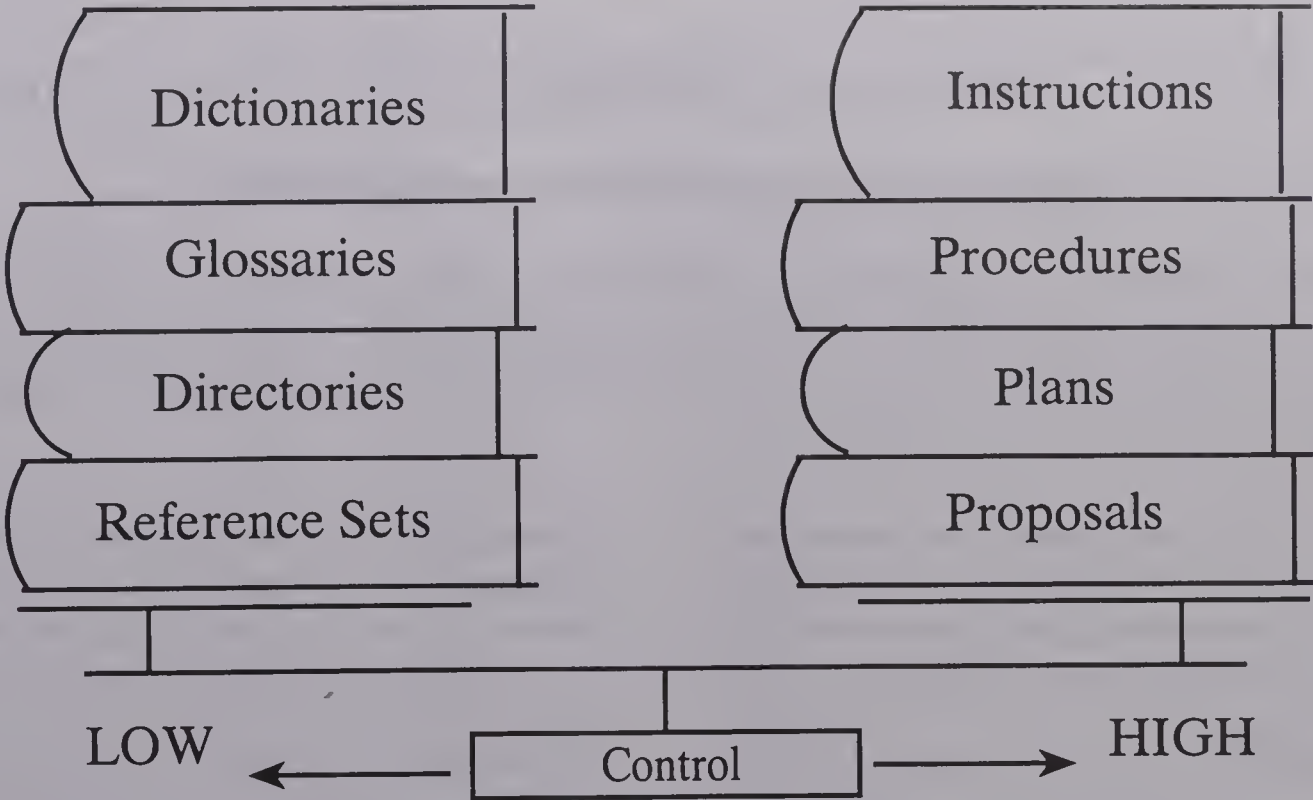 Dictionaries
Glossaries
Directories
Reference Sets
Instructions
Procedures
Plans
Proposals
LOW
Control
HIGH